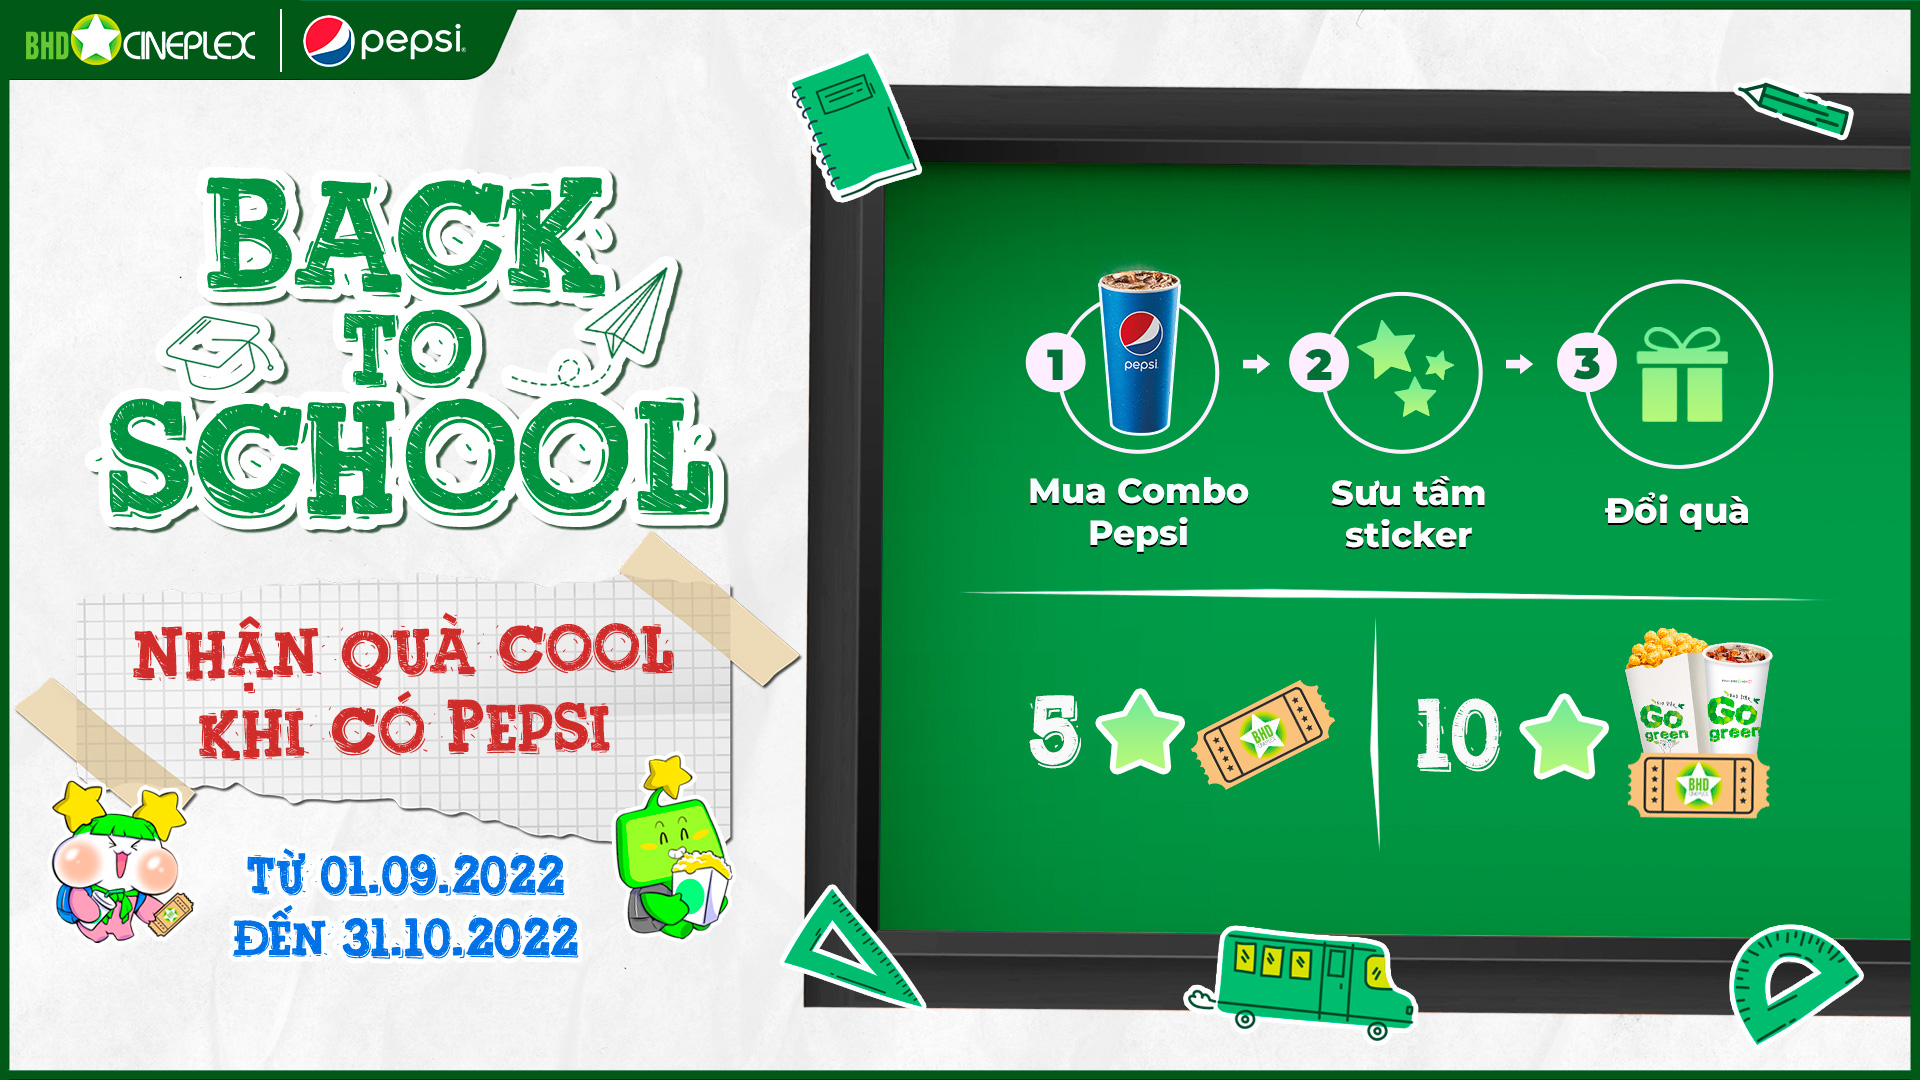 BHD CINEPLEX
pepsi
BACK
TO
SCHOOL
NHẬN QUÀ COOL
KHI CÓ PEPSI
TỪ 01.09.2022
ĐẾN 31.10.2022
1
pepsi
2
3
Mua Combo
Pepsi
Sưu tầm
sticker
Đổi quà
5
BHD
10
Go
green
Go
green
BHD